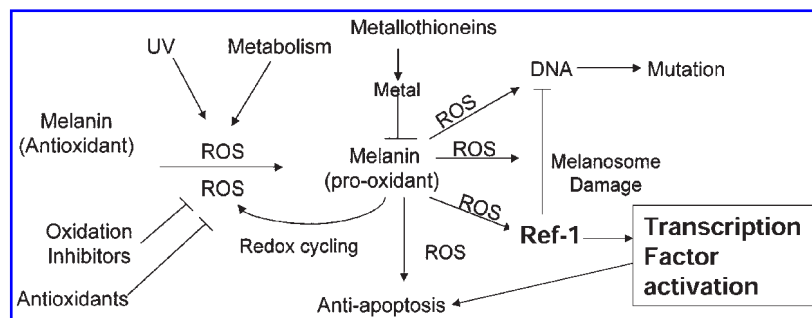 Metallothioneins
UV
Metabolism
Metal
DNA
Mutation
ROS
Melanin
(Antioxidant)
ROS
ROS
Melanin
(pro-oxidant)
ROS
Melanosome
Damage
ROS
Oxidation
Inhibitors
Redox cycling
ROS
Ref-1
Transcription
Factor
activation
Antioxidants
Anti-apoptosis